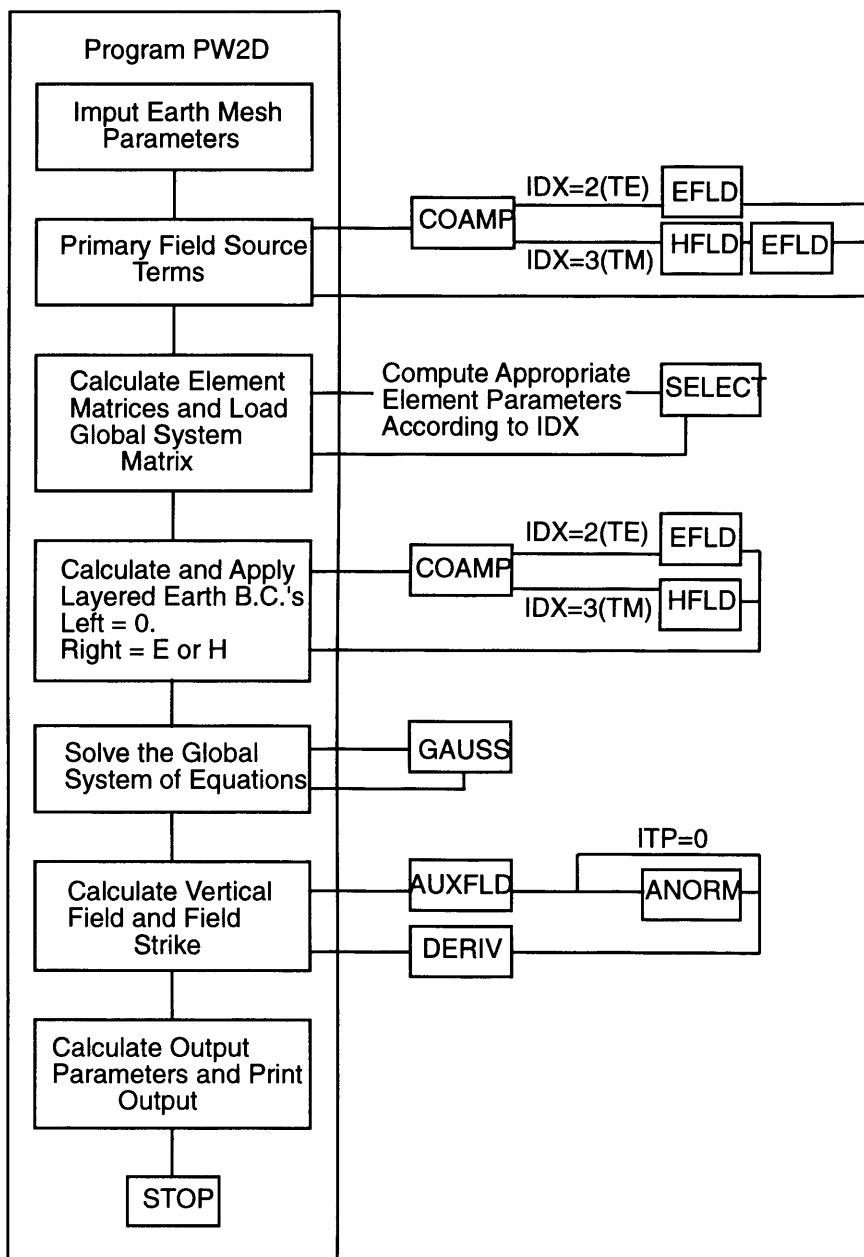 Program PW2D
Imput Earth Mesh
Parameters
Primary Field Source
Terms
COAMP
IDX=2(TE)
EFLD
IDX=3(TM)
HFLD
EFLD
Calculate Element
Matrices and Load
Global System
Matrix
Compute Appropriate
Element Parameters
According to IDX
SELECT
Calculate and Apply
Layered Earth B.C.'s
Left = 0.
Right = E or H
COAMP
IDX=2(TE)
EFLD
IDX=3(TM)
HFLD
Solve the Global
System of Equations
GAUSS
Calculate Vertical
Field and Field
Strike
AUXFLD
ITP=0
ANORM
DERIV
Calculate Output
Parameters and Print
Output
STOP